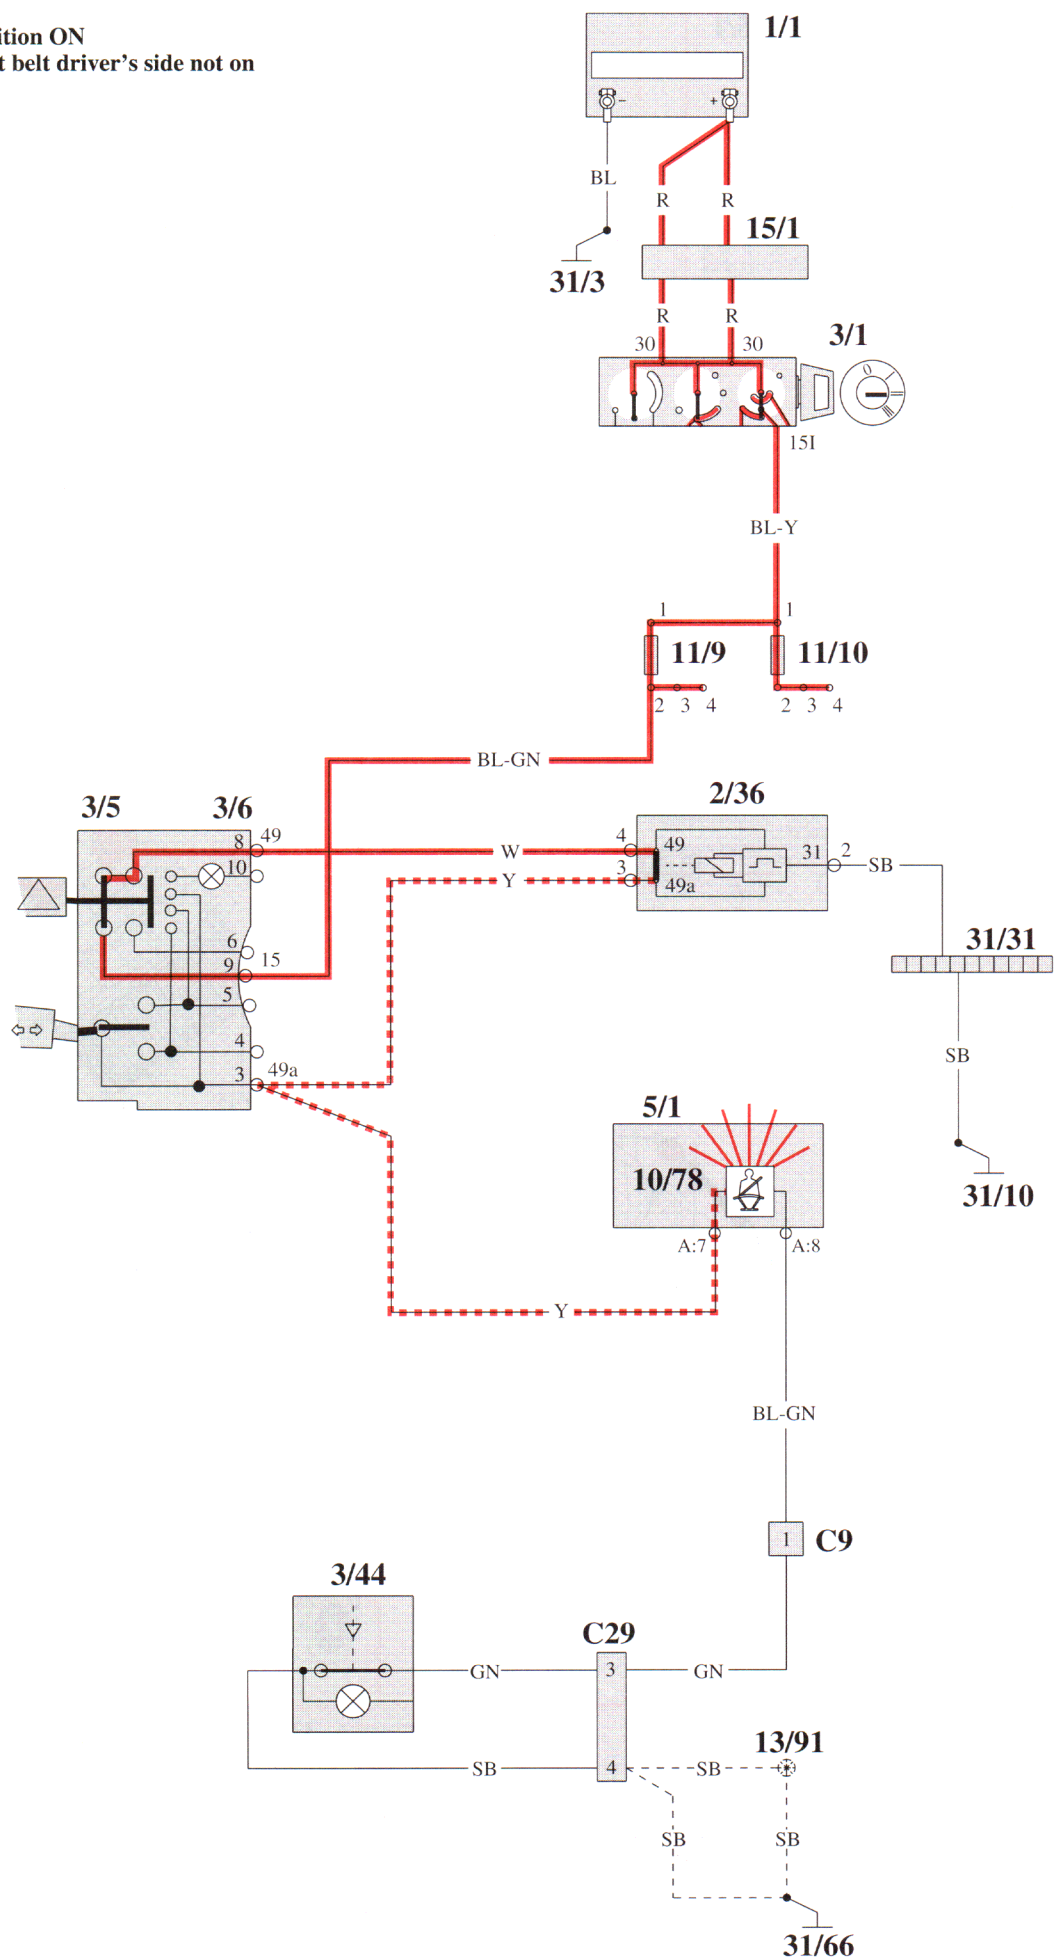 ition ON
t belt driver's side not on
1/1
− +
BL
R R
15/1
31/3
R R
3/1
30 30
0 I II III
15I
BL-Y
1 1
11/9 11/10
2 3 4 2 3 4
BL-GN
2/36
3/5 3/6
8 49 W 4 49
10 Y 3 49a
31 2 SB
6
31/31
9 15
5
4
SB
3 49a
5/1
10/78
31/10
A:7 A:8
Y
BL-GN
1 C9
3/44
C29
GN 3 GN
13/91
SB 4 SB
SB SB
31/66